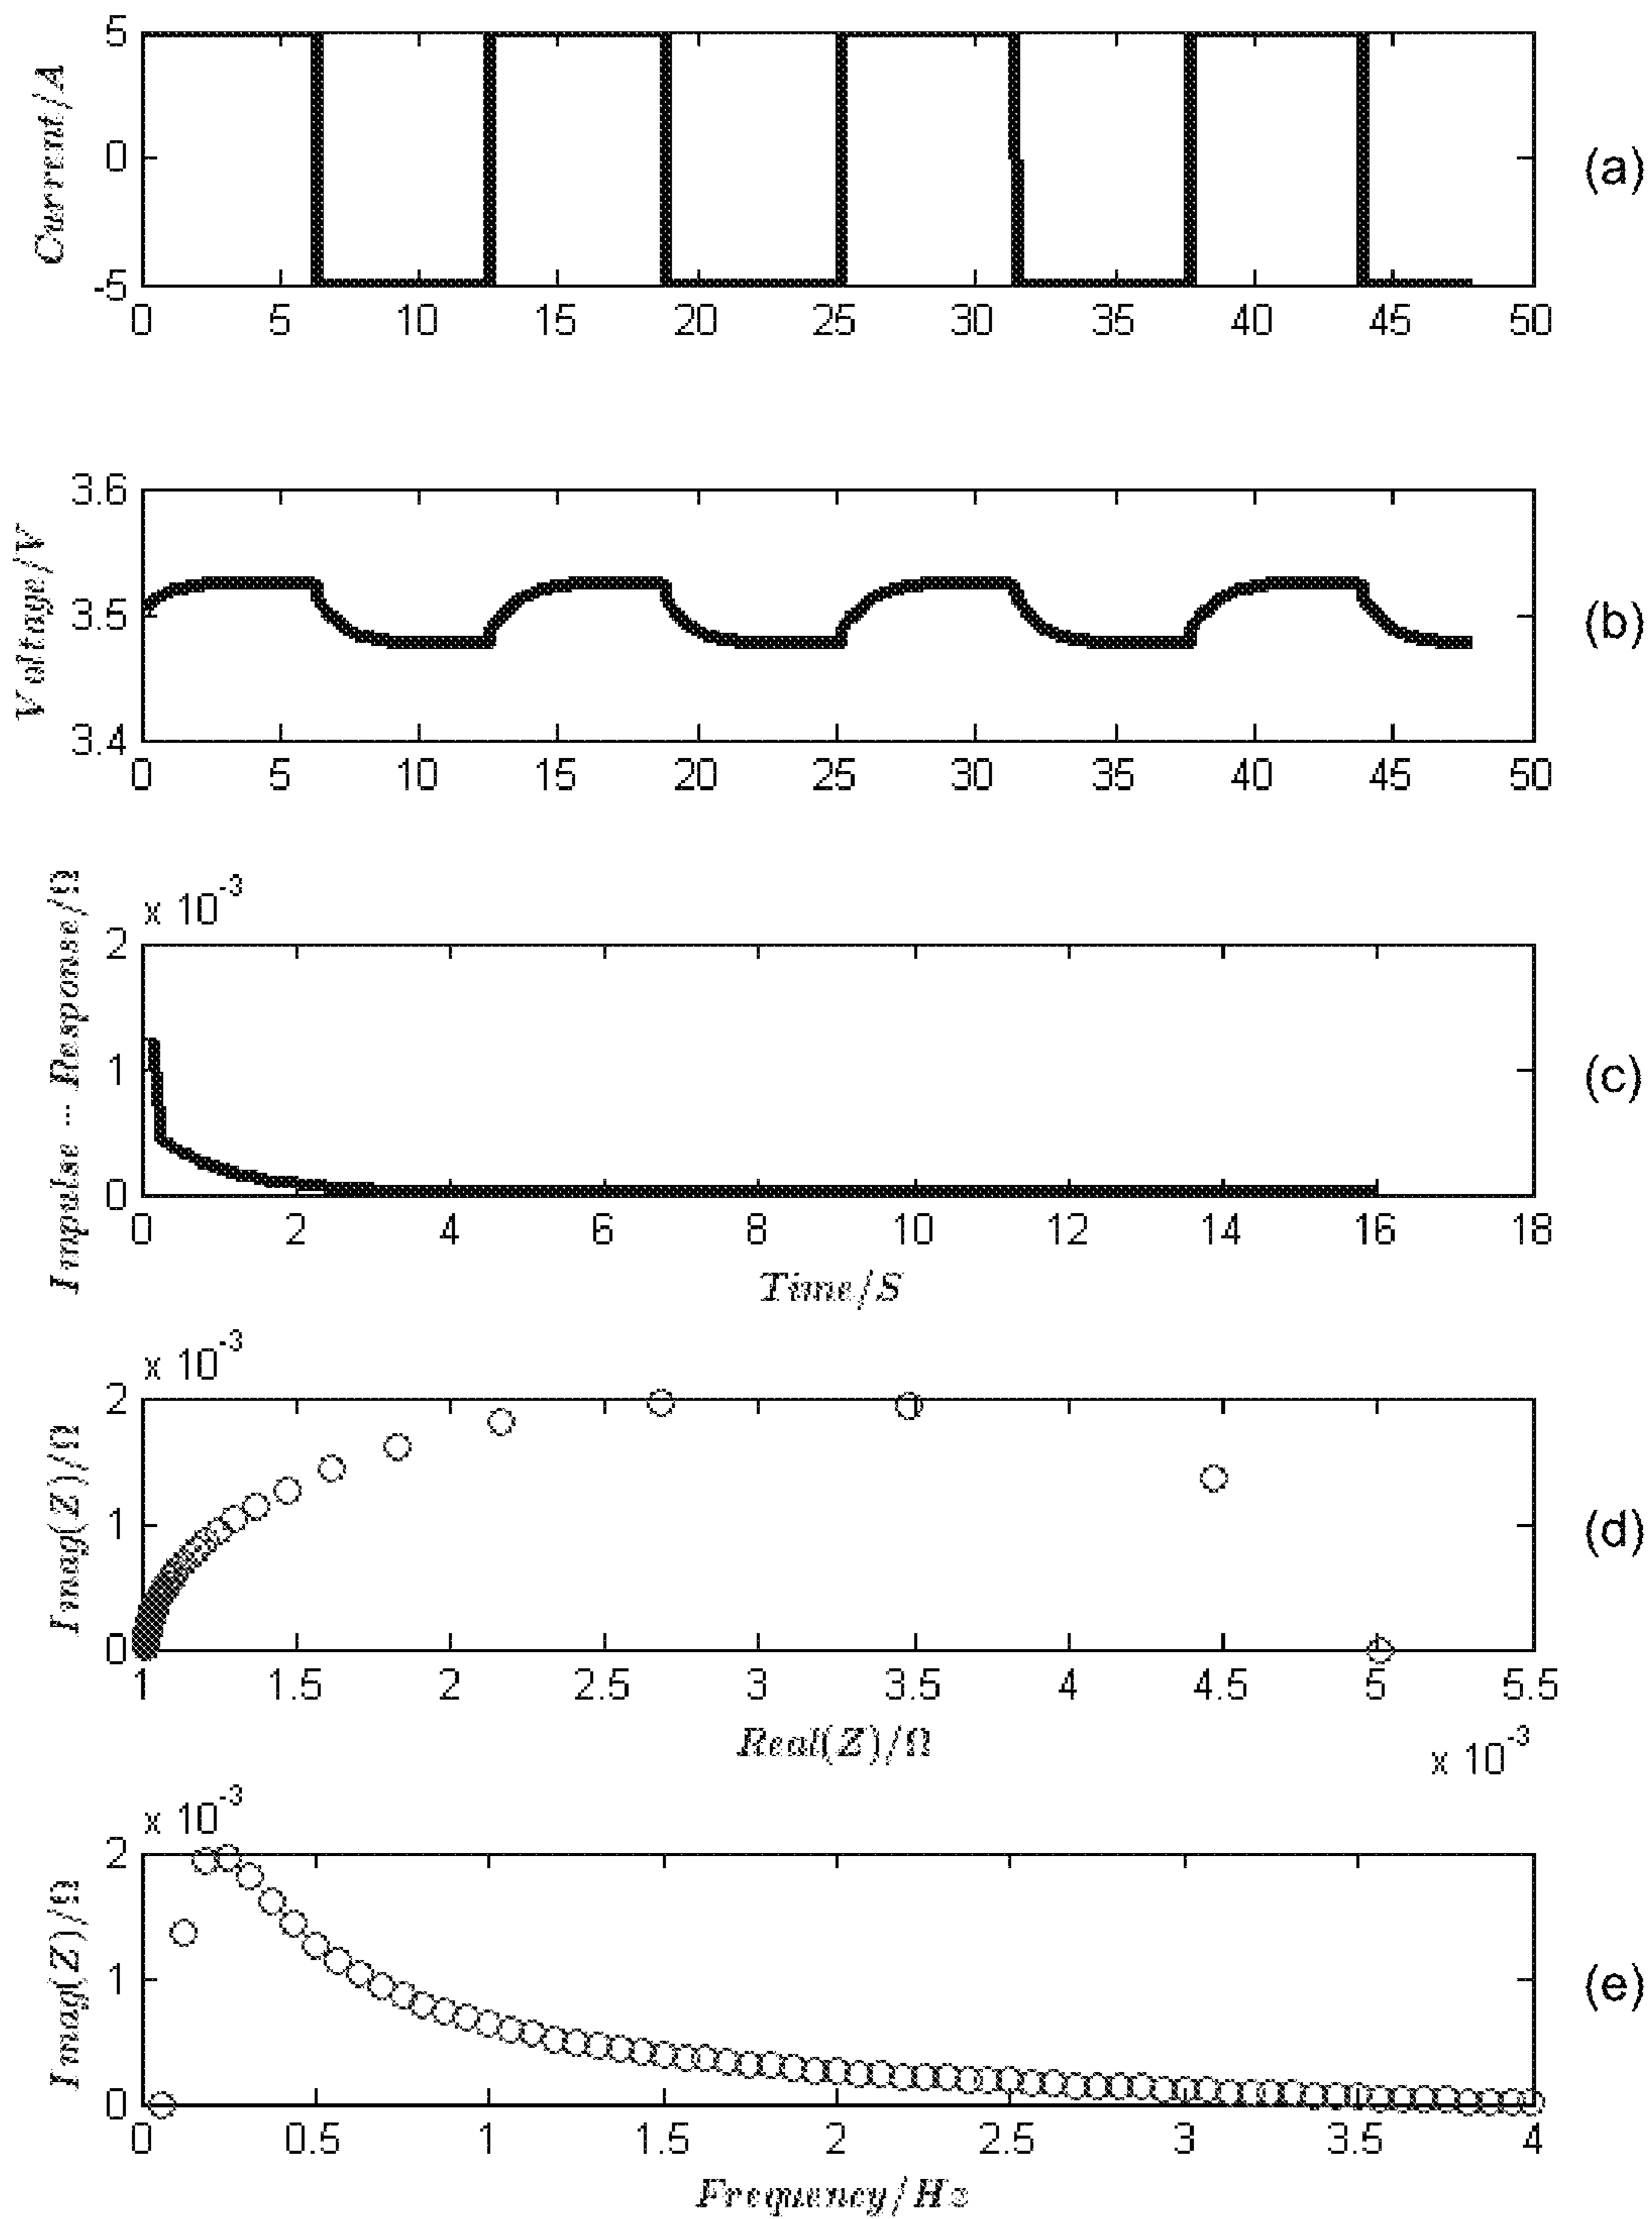 Current/A
5
0
-5
0 5 10 15 20 25 30 35 40 45 50
(a)
Voltage/V
3.6
3.5
3.4
0 5 10 15 20 25 30 35 40 45 50
(b)
Impulse -- Response/Ω
x 10-3
2
1
0
0 2 4 6 8 10 12 14 16 18
Time/S
(c)
Imag(Z)/Ω
x 10-3
2
1
0
1 1.5 2 2.5 3 3.5 4 4.5 5 5.5
Real(Z)/Ω
x 10-3
(d)
Imag(Z)/Ω
x 10-3
2
1
0
0 0.5 1 1.5 2 2.5 3 3.5 4
Frequency/Hz
(e)